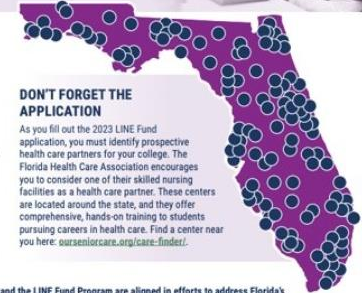 DON'T FORGET THE
APPLICATION
As you fill out the 2023 LINE Fund
application, you must identify prospective
health care partners for your college. The
Florida Health Care Association encourages
you to consider one of their skilled nursing
facilities as a health care partner. These centers
are located around the state, and they offer
comprehensive, hands-on training to students
pursuing careers in health care. Find a center near
you here: ourseniorcare.org/care-finder/.
and the LINE Fund Program are aligned in efforts to address Florida's